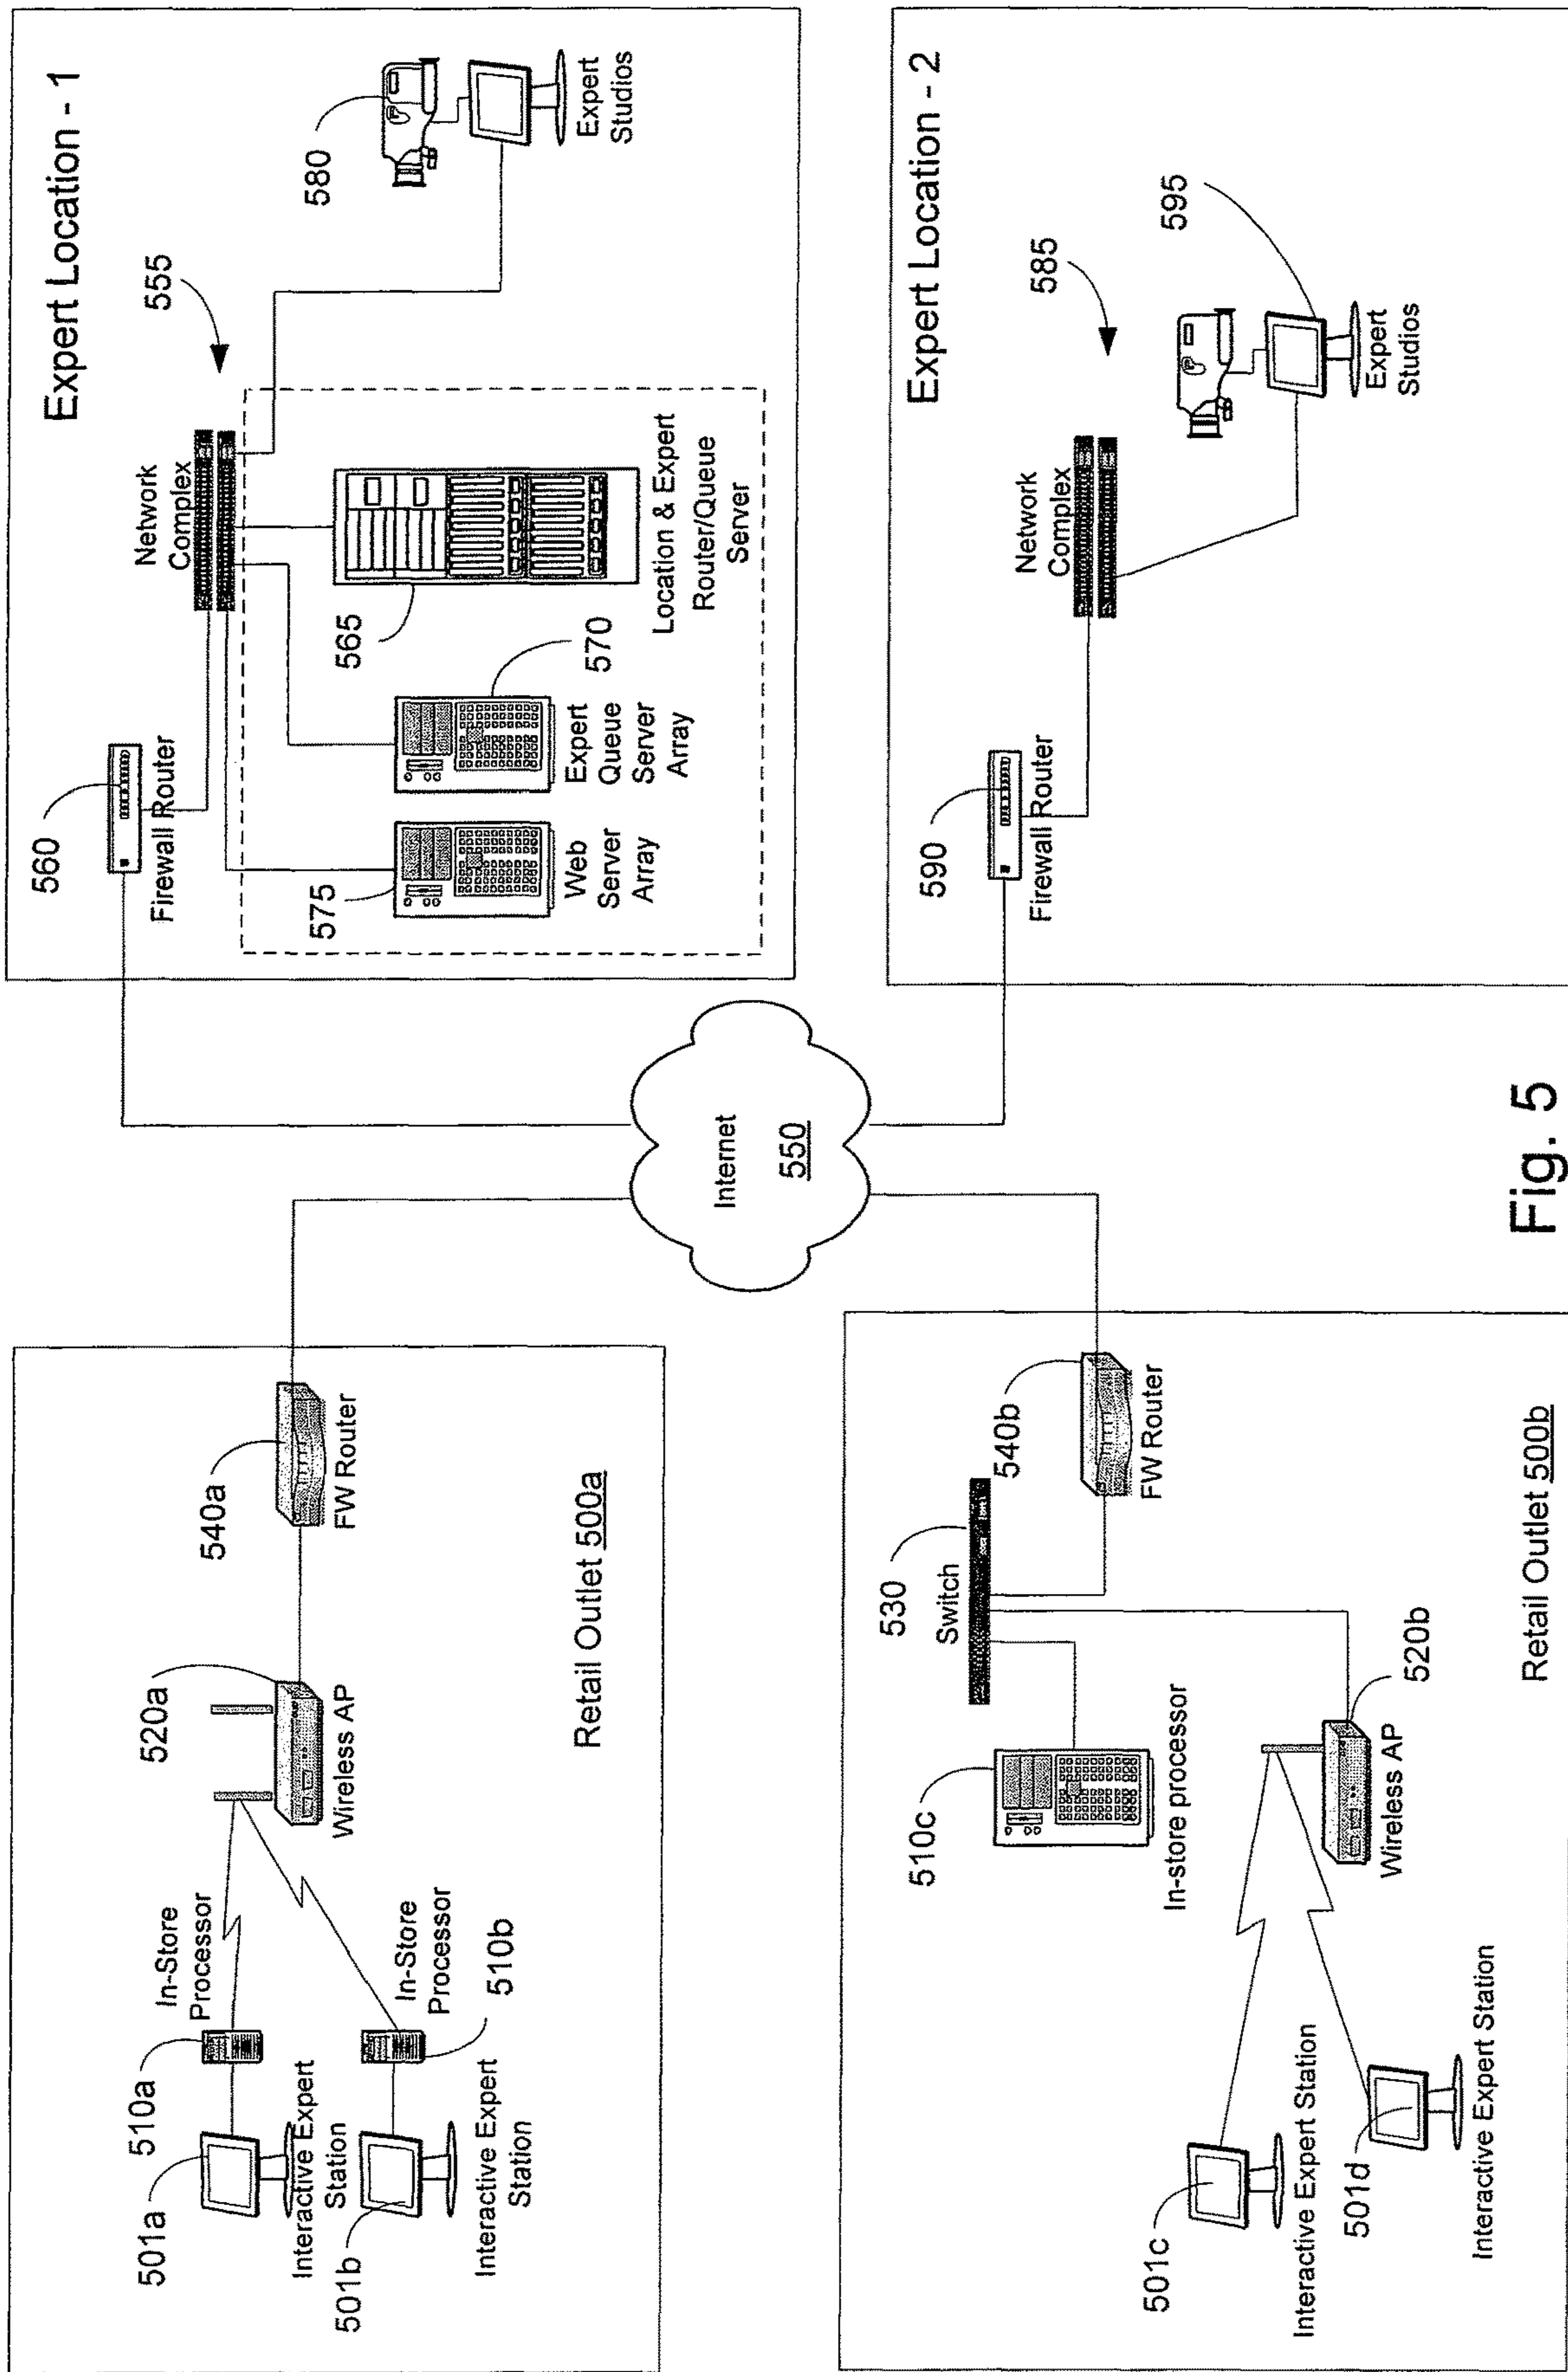 Retail Outlet 500a
501a
510a
In-Store
Processor
Interactive Expert
Station
501b
In-Store
Processor
510b
Interactive Expert
Station
520a
Wireless AP
540a
FW Router
Retail Outlet 500b
501c
Interactive Expert Station
501d
Interactive Expert Station
510c
In-store processor
530
Switch
520b
Wireless AP
540b
FW Router
Internet
550
Expert Location - 1
560
Firewall Router
Network
Complex
555
575
Web
Server
Array
570
Expert
Queue
Server
Array
565
Location & Expert
Router/Queue
Server
580
Expert
Studios
Expert Location - 2
590
Firewall Router
Network
Complex
585
595
Expert
Studios
Fig. 5